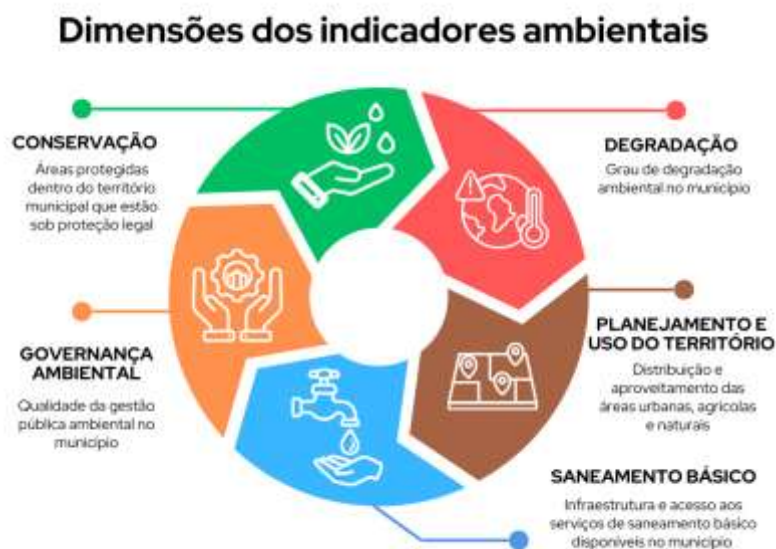 Dimensões dos indicadores ambientais
CONSERVAÇÃO
Áreas protegidas
dentro do território
municipal que estão
sob proteção legal
DEGRADAÇÃO
Grau de degradação
ambiental no município
PLANEJAMENTO E
USO DO TERRITÓRIO
Distribuição e
aproveitamento das
áreas urbanas, agrícolas
e naturais
SANEAMENTO BÁSICO
Infraestrutura e acesso aos
serviços de saneamento básico
disponíveis no município
GOVERNANÇA
AMBIENTAL
Qualidade da gestão
pública ambiental no
município